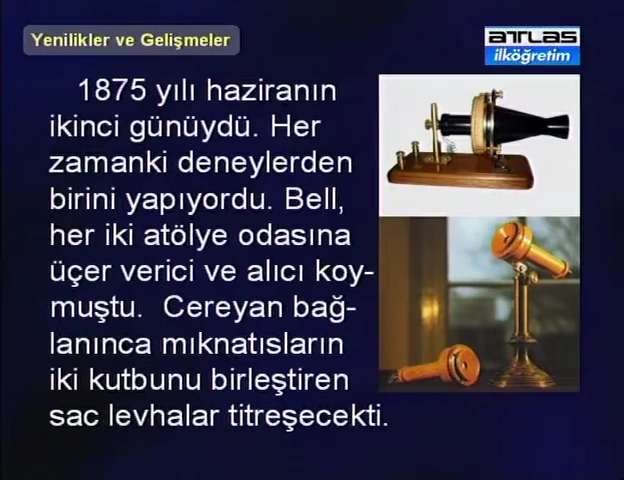 Yenilikler ve Gelişmeler
ATLAS
ilköğretim
1875 yılı haziranın
ikinci günüydü. Her
zamanki deneylerden
birini yapıyordu. Bell,
her iki atölye odasına
üçer verici ve alıcı koy-
muştu. Cereyan bağ-
lanınca mıknatısların
iki kutbunu birleştiren
sac levhalar titreşecekti.